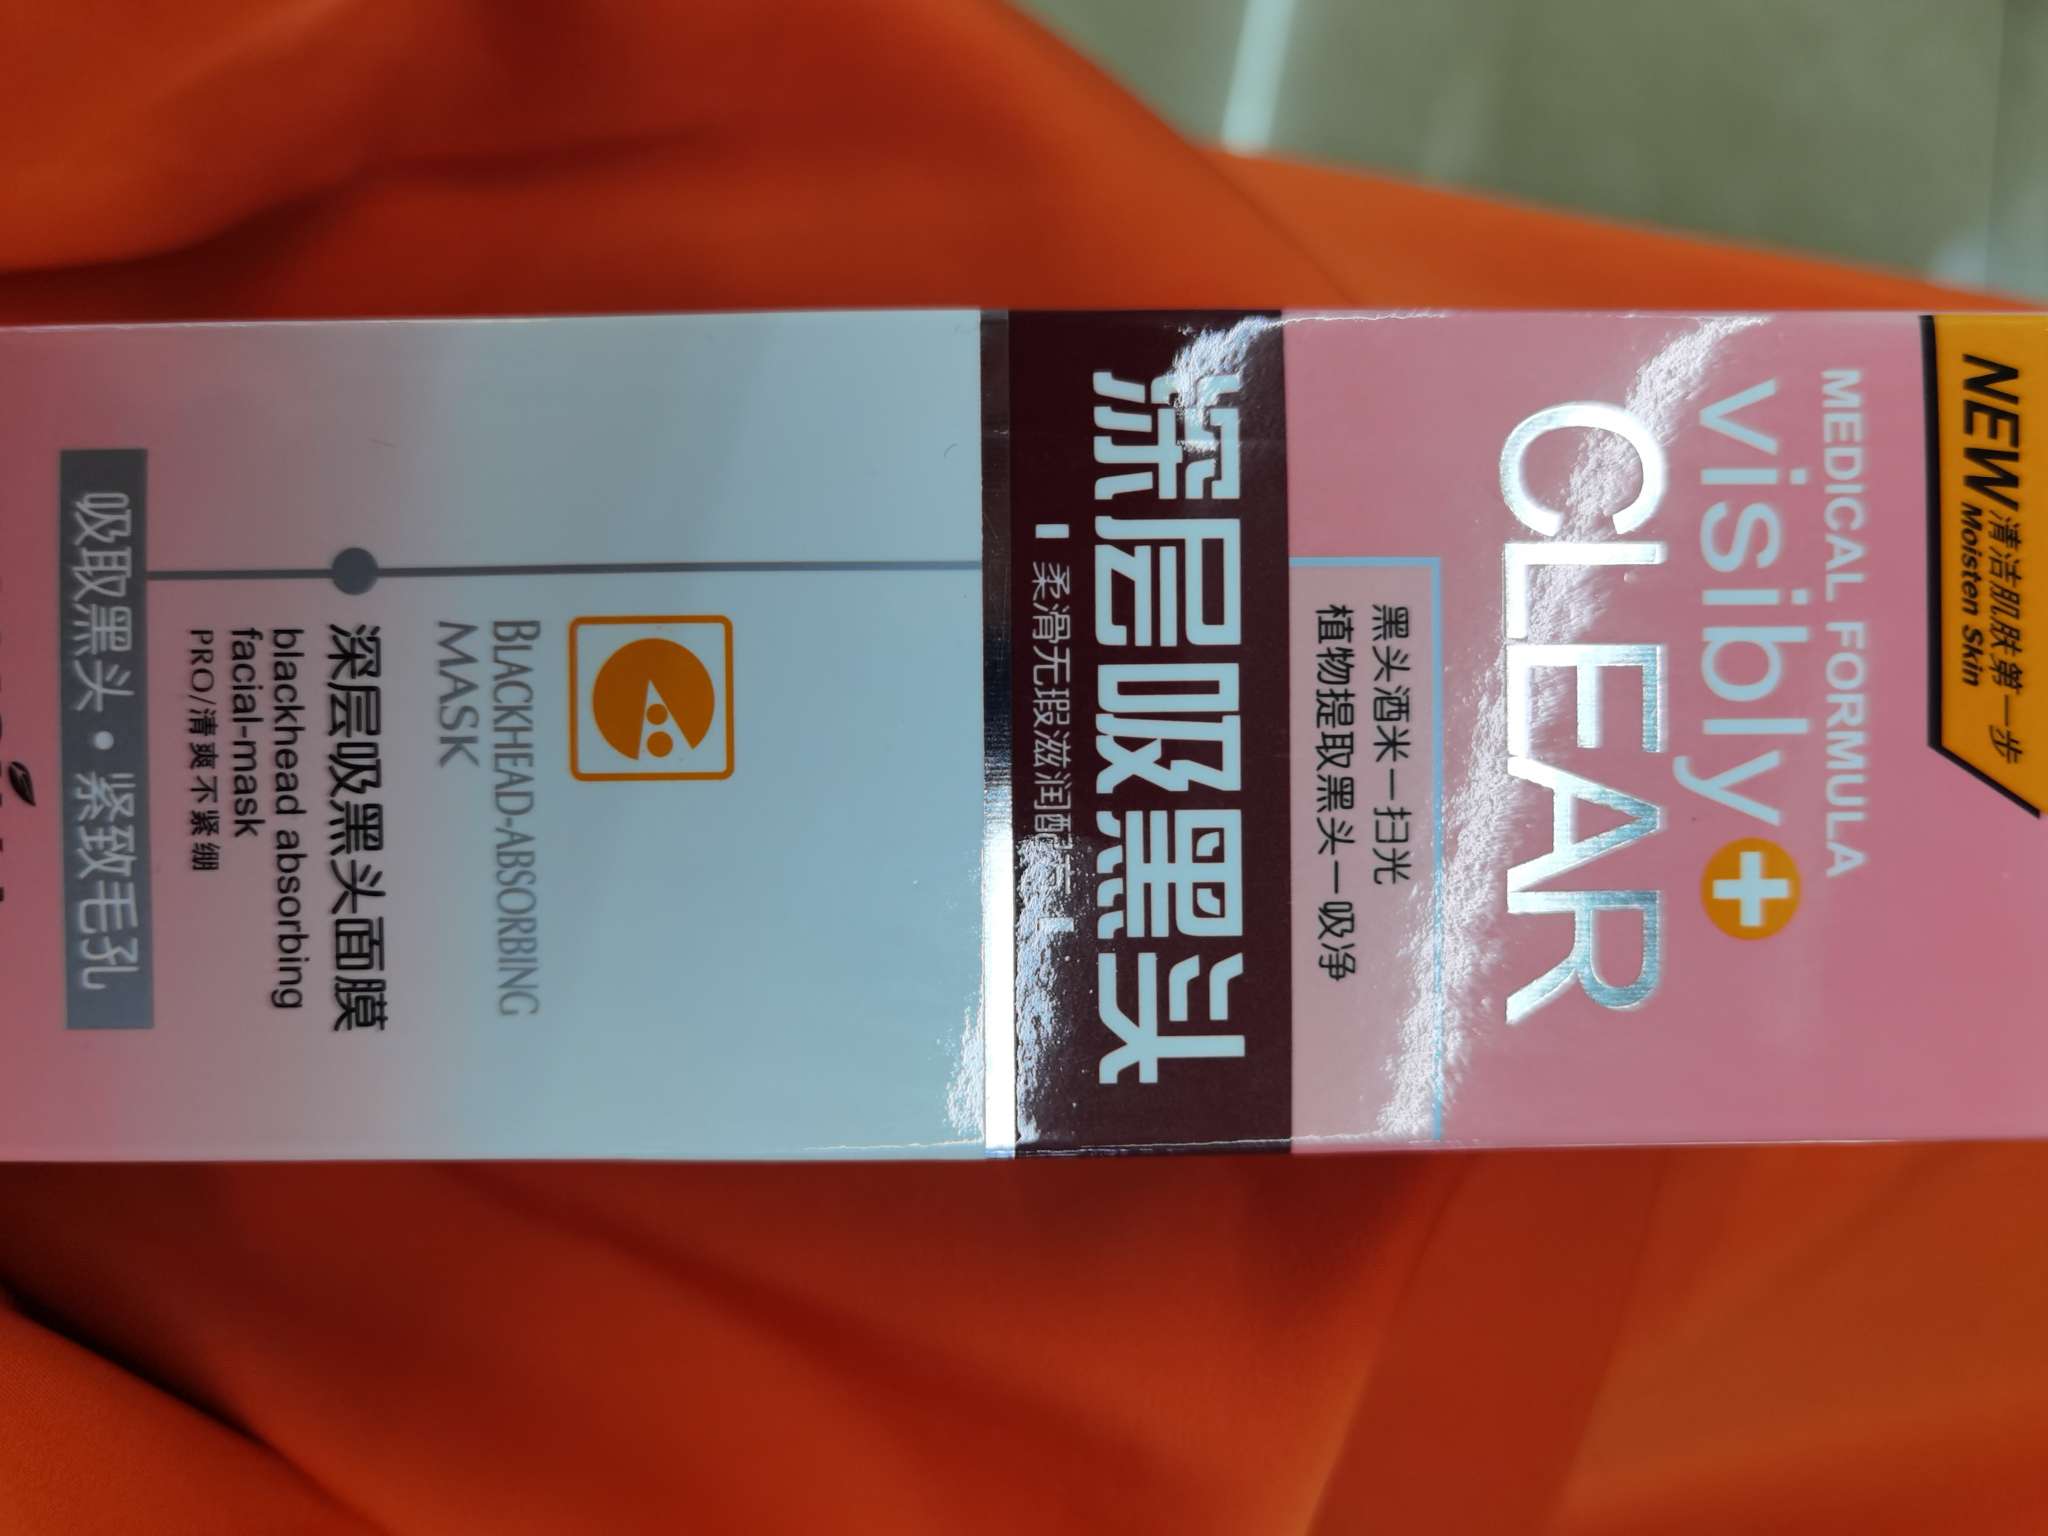 NEW 清洁肌肤第一步
Moisten Skin
MEDICAL FORMULA
visibly+
CLEAR
黑头酒米一扫光
植物提取黑头一吸净
深层吸黑头
柔滑无瑕滋润配方
BLACKHEAD-ABSORBING
MASK
深层吸黑头面膜
blackhead absorbing
facial-mask
PRO/清爽不紧绷
吸取黑头·紧致毛孔